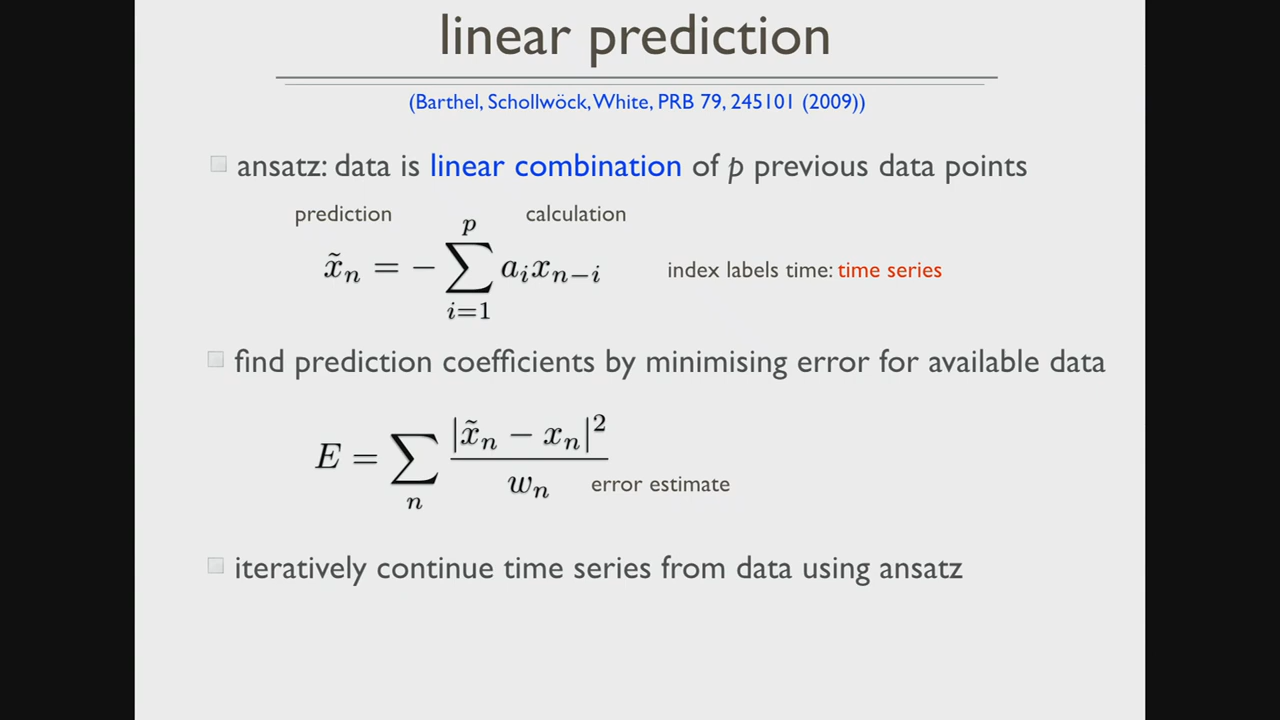 linear prediction
(Barthel, Schollwöck, White, PRB 79, 245101 (2009))
ansatz: data is linear combination of p previous data points
prediction calculation
x̃ₙ = − ∑ᵢ₌₁ᵖ aᵢxₙ₋ᵢ index labels time: time series
find prediction coefficients by minimising error for available data
E = ∑ₙ |x̃ₙ − xₙ|² / wₙ error estimate
iteratively continue time series from data using ansatz